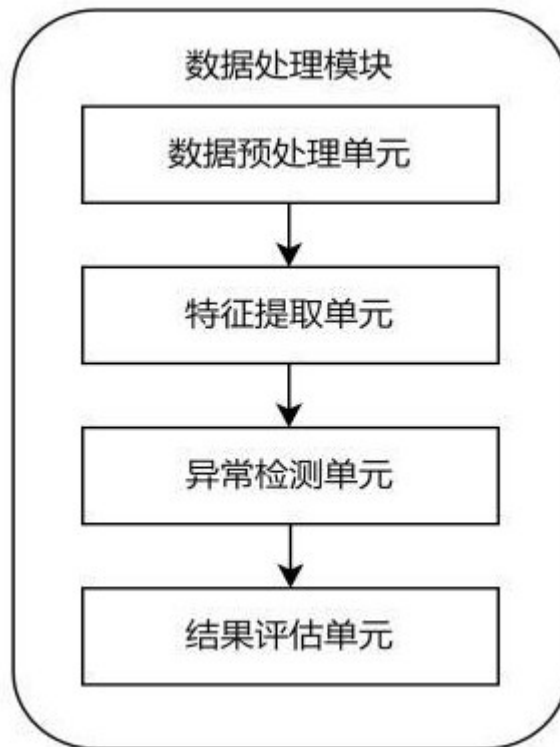 数据处理模块
数据预处理单元
特征提取单元
异常检测单元
结果评估单元